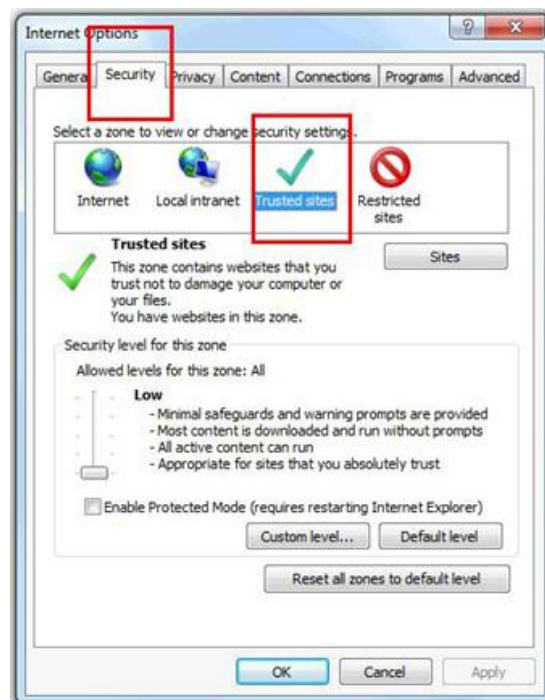 Internet Options
General Security Privacy Content Connections Programs Advanced
Select a zone to view or change security settings.
Internet Local intranet Trusted sites Restricted
sites
Trusted sites
Sites
This zone contains websites that you
trust not to damage your computer or
your files.
You have websites in this zone.
Security level for this zone
Allowed levels for this zone: All
Low
- Minimal safeguards and warning prompts are provided
- Most content is downloaded and run without prompts
- All active content can run
- Appropriate for sites that you absolutely trust
Enable Protected Mode (requires restarting Internet Explorer)
Custom level... Default level
Reset all zones to default level
OK Cancel Apply